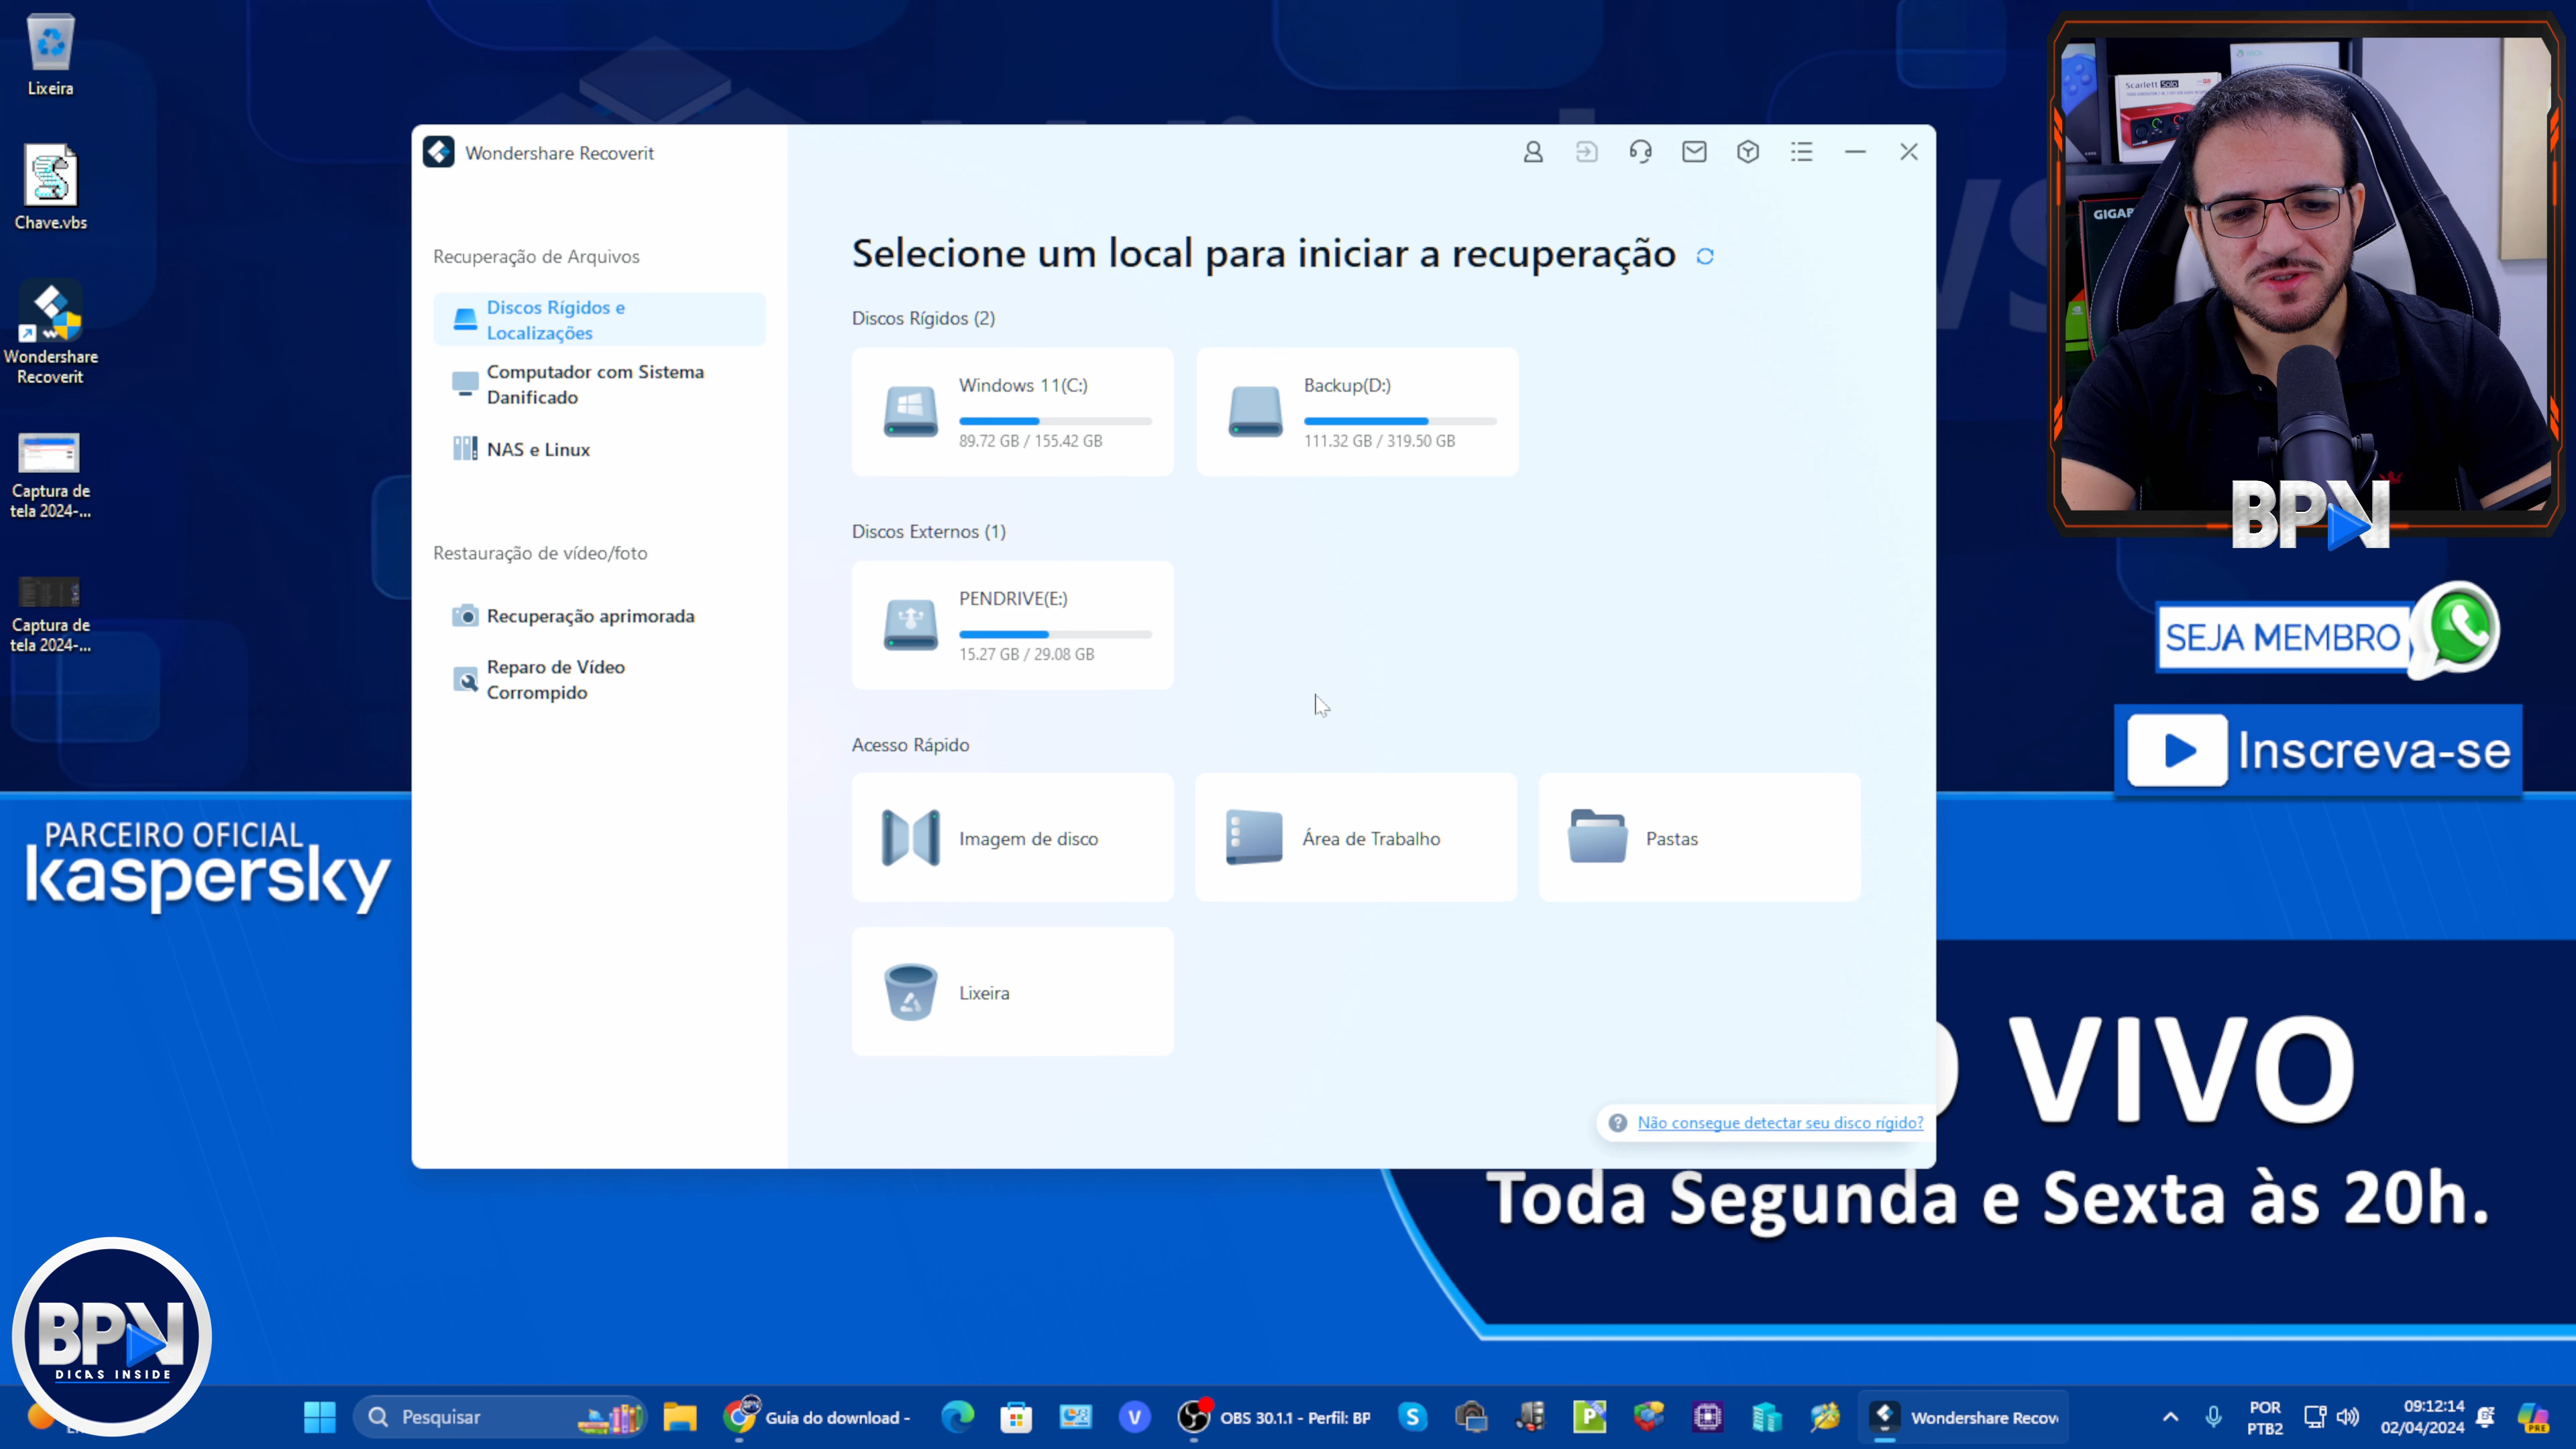 Lixeira
Chave.vbs
Wondershare
Recoverit
Captura de
tela 2024-...
Captura de
tela 2024-...
Wondershare Recoverit
Recuperação de Arquivos
Discos Rígidos e
Localizações
Computador com Sistema
Danificado
NAS e Linux
Restauração de vídeo/foto
Recuperação aprimorada
Reparo de Vídeo
Corrompido
Selecione um local para iniciar a recuperação
Discos Rígidos (2)
Windows 11(C:)
89.72 GB / 155.42 GB
Backup(D:)
111.32 GB / 319.50 GB
Discos Externos (1)
PENDRIVE(E:)
15.27 GB / 29.08 GB
Acesso Rápido
Imagem de disco
Área de Trabalho
Pastas
Lixeira
Não consegue detectar seu disco rígido?
Scarlett Solo
GIGAB
BPN
SEJA MEMBRO
Inscreva-se
PARCEIRO OFICIAL
kaspersky
O VIVO
Toda Segunda e Sexta às 20h.
BPN
DICAS INSIDE
Pesquisar
Guia do download -
OBS 30.1.1 - Perfil: BP
Wondershare Recov
POR
PTB2
09:12:14
02/04/2024
PRE